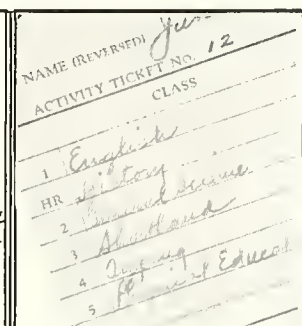 NAME (REVERSED)
ACTIVITY TICKET NO. 12
CLASS
1 English
HR History
2 General Science
3 Shorthand
4 Typing
5 Educat